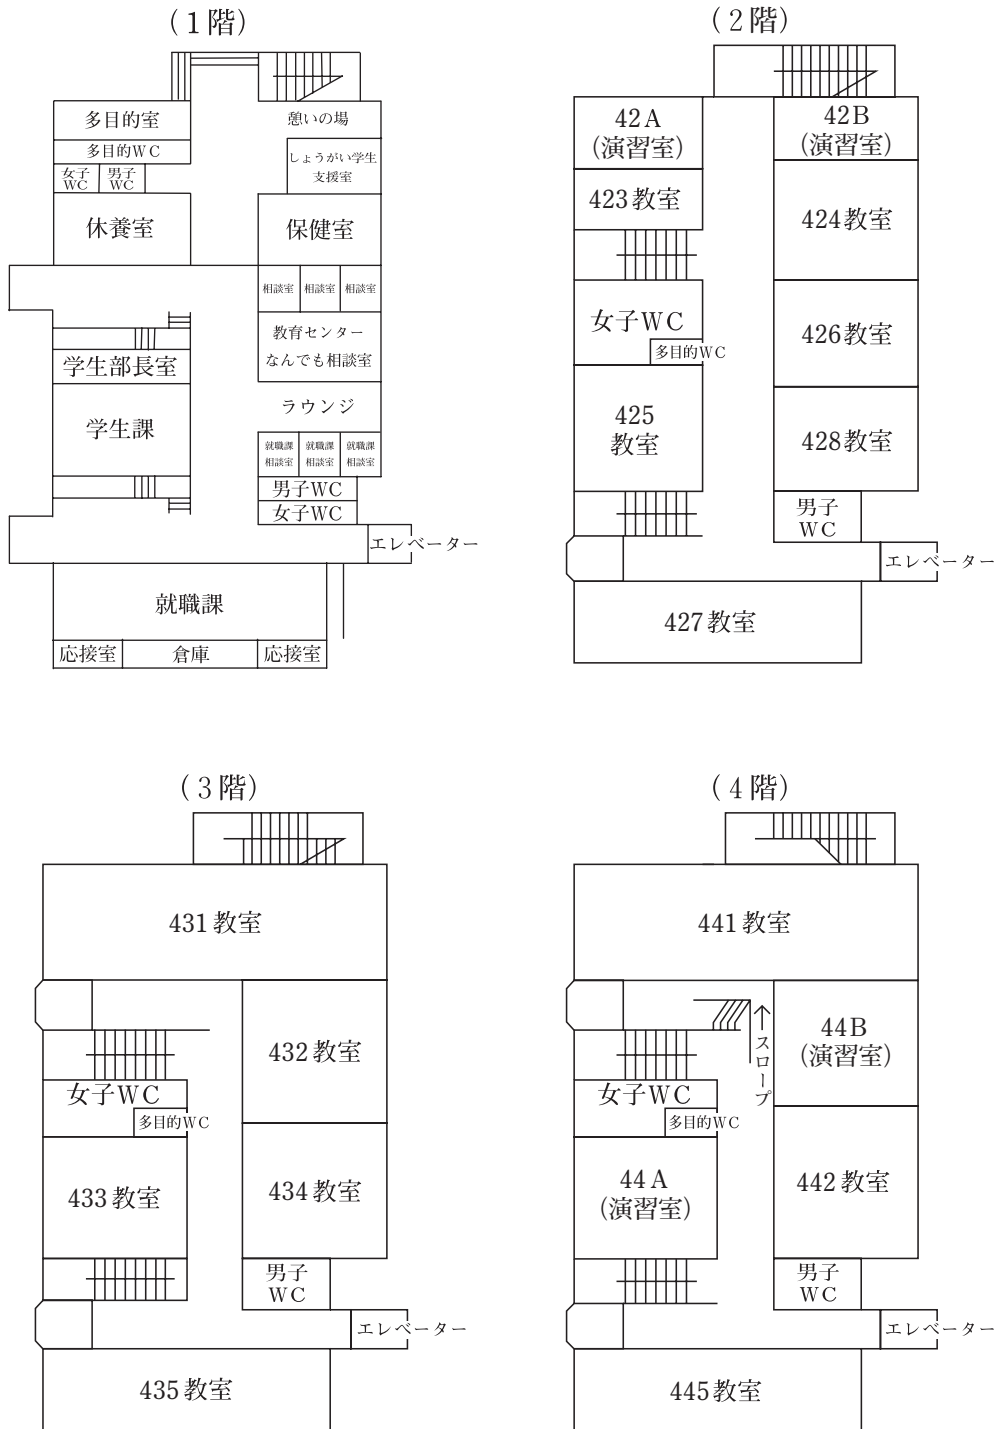 （1階）
多目的室
憩いの場
多目的WC
しょうがい学生
支援室
女子
WC
男子
WC
休養室
保健室
相談室
相談室
相談室
教育センター
なんでも相談室
学生部長室
ラウンジ
学生課
就職課
相談室
就職課
相談室
就職課
相談室
男子WC
女子WC
エレベーター
就職課
応接室
倉庫
応接室
（2階）
42A
（演習室）
42B
（演習室）
423教室
424教室
女子WC
多目的WC
426教室
425
教室
428教室
男子
WC
エレベーター
427教室
（3階）
431教室
432教室
女子WC
多目的WC
433教室
434教室
男子
WC
エレベーター
435教室
（4階）
441教室
スロープ
44B
（演習室）
女子WC
多目的WC
44A
（演習室）
442教室
男子
WC
エレベーター
445教室